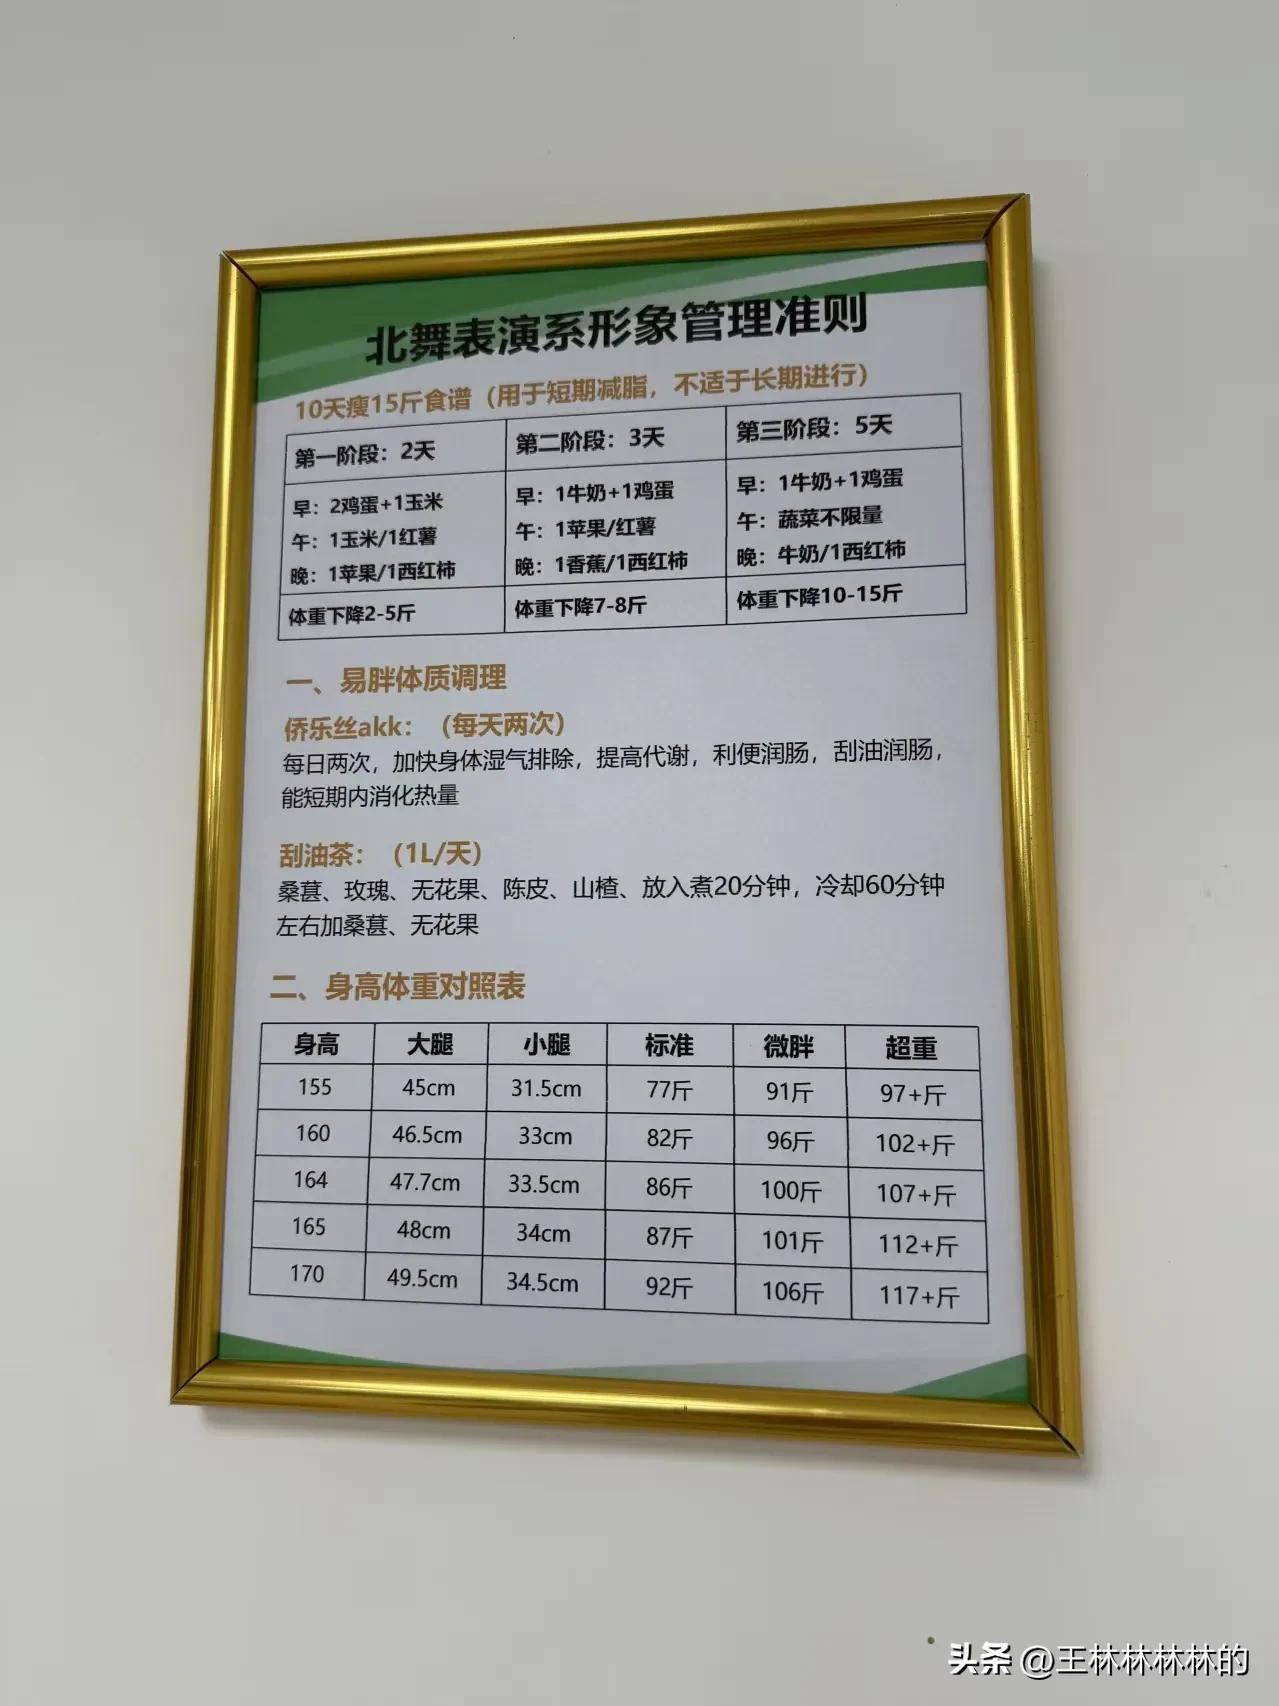 北舞表演系形象管理准则
10天瘦15斤食谱（用于短期减脂，不适于长期进行）
第一阶段：2天 第二阶段：3天 第三阶段：5天
早：2鸡蛋+1玉米 早：1牛奶+1鸡蛋 早：1牛奶+1鸡蛋
午：1玉米/1红薯 午：1苹果/红薯 午：蔬菜不限量
晚：1苹果/1西红柿 晚：1香蕉/1西红柿 晚：牛奶/1西红柿
体重下降2-5斤 体重下降7-8斤 体重下降10-15斤
一、易胖体质调理
侨乐丝akk：（每天两次）
每日两次，加快身体湿气排除，提高代谢，利便润肠，刮油润肠，
能短期内消化热量
刮油茶：（1L/天）
桑葚、玫瑰、无花果、陈皮、山楂、放入煮20分钟，冷却60分钟
左右加桑葚、无花果
二、身高体重对照表
身高 大腿 小腿 标准 微胖 超重
155 45cm 31.5cm 77斤 91斤 97+斤
160 46.5cm 33cm 82斤 96斤 102+斤
164 47.7cm 33.5cm 86斤 100斤 107+斤
165 48cm 34cm 87斤 101斤 112+斤
170 49.5cm 34.5cm 92斤 106斤 117+斤
头条 @王林林林林的